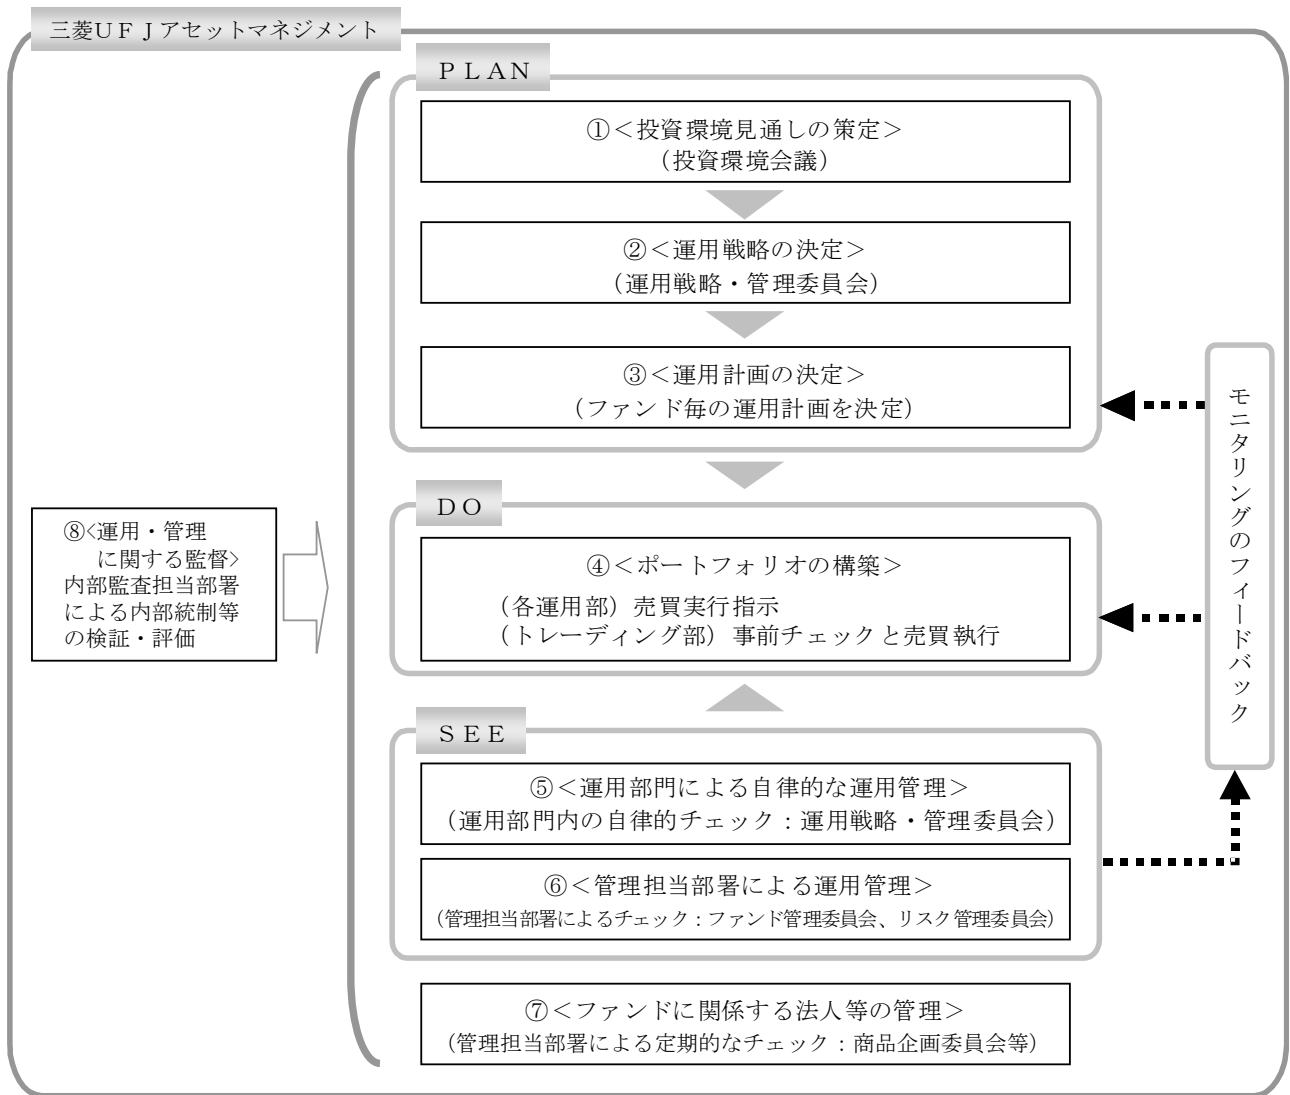 三菱ＵＦＪアセットマネジメント
ＰＬＡＮ
①＜投資環境見通しの策定＞
（投資環境会議）
②＜運用戦略の決定＞
（運用戦略・管理委員会）
③＜運用計画の決定＞
（ファンド毎の運用計画を決定）
ＤＯ
④＜ポートフォリオの構築＞
（各運用部）売買実行指示
（トレーディング部）事前チェックと売買執行
ＳＥＥ
⑤＜運用部門による自律的な運用管理＞
（運用部門内の自律的チェック：運用戦略・管理委員会）
⑥＜管理担当部署による運用管理＞
（管理担当部署によるチェック：ファンド管理委員会、リスク管理委員会）
⑦＜ファンドに関係する法人等の管理＞
（管理担当部署による定期的なチェック：商品企画委員会等）
⑧<運用・管理
に関する監督>
内部監査担当部署
による内部統制等
の検証・評価
モニタリングのフィードバック